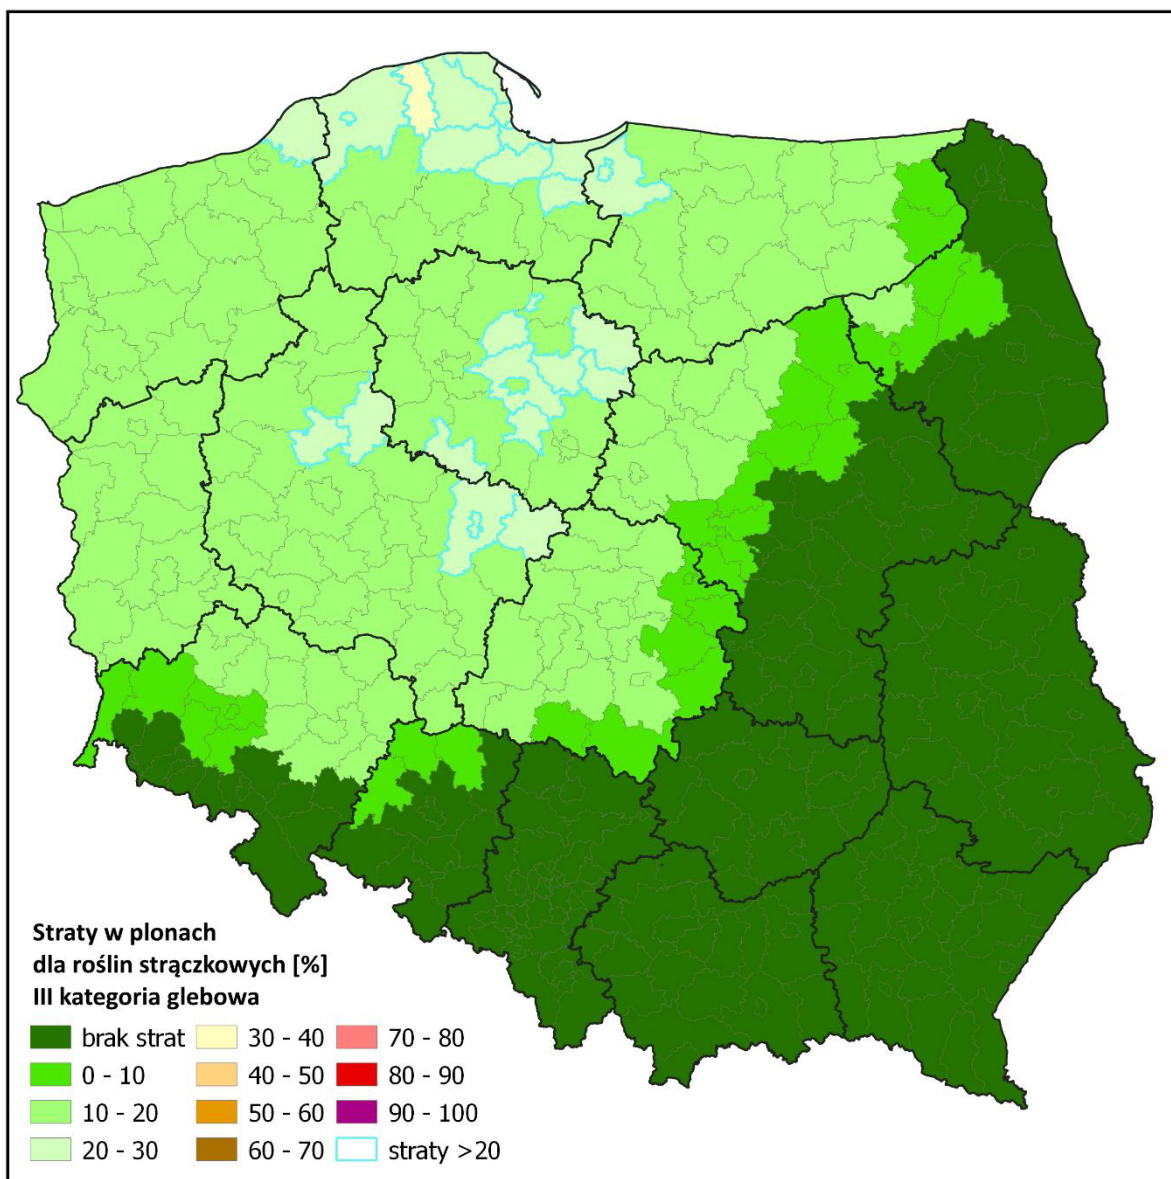 Straty w plonach
dla roślin strączkowych [%]
III kategoria glebowa
brak strat
0 - 10
10 - 20
20 - 30
30 - 40
40 - 50
50 - 60
60 - 70
70 - 80
80 - 90
90 - 100
straty >20